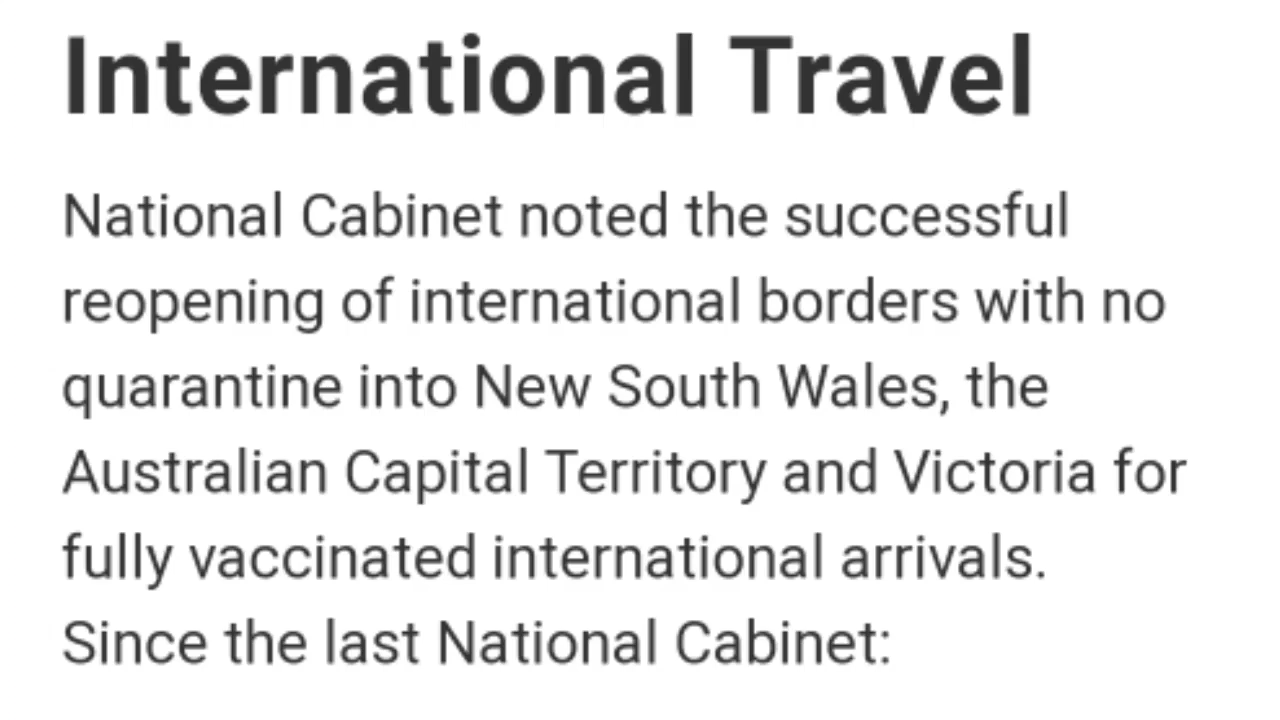 International Travel
National Cabinet noted the successful
reopening of international borders with no
quarantine into New South Wales, the
Australian Capital Territory and Victoria for
fully vaccinated international arrivals.
Since the last National Cabinet: